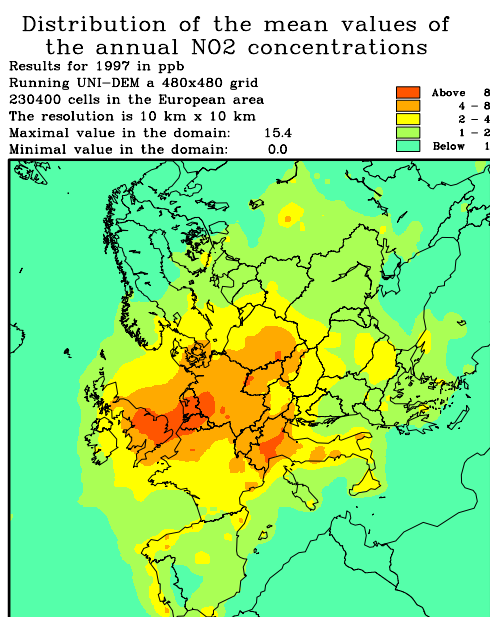 Distribution of the mean values of
the annual NO2 concentrations
Results for 1997 in ppb
Running UNI-DEM a 480x480 grid
230400 cells in the European area
The resolution is 10 km x 10 km
Maximal value in the domain: 15.4
Minimal value in the domain: 0.0
Above 8
4 - 8
2 - 4
1 - 2
Below 1